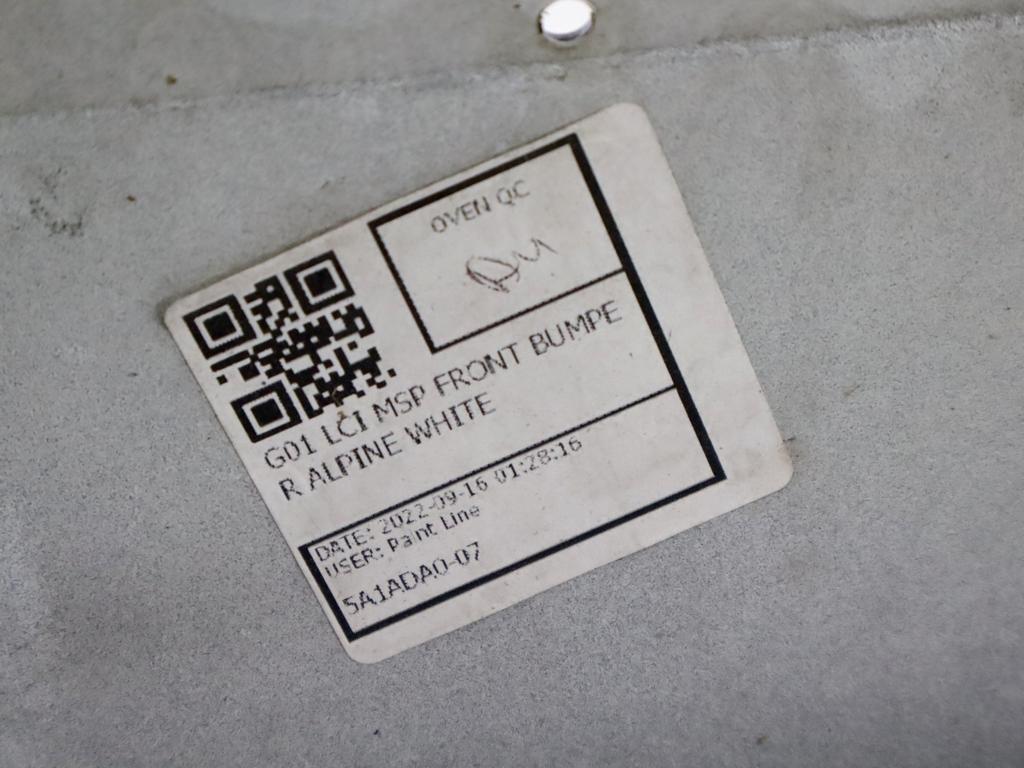 OVEN QC
G01 LCI MSP FRONT BUMPE
R ALPINE WHITE
DATE: 2022-09-16 01:28:16
USER: Paint Line
5A1ADA0-07